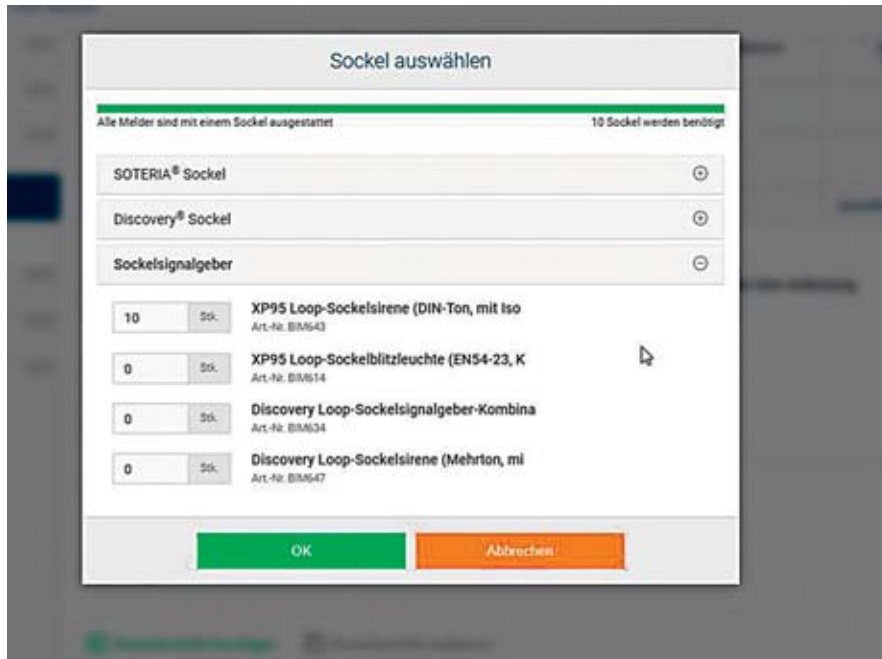 Sockel auswählen
Alle Melder sind mit einem Sockel ausgestattet 10 Sockel werden benötigt
SOTERIA® Sockel
Discovery® Sockel
Sockelsignalgeber
10 Stk. XP95 Loop-Sockelsirene (DIN-Ton, mit Iso
Art.-Nr. BIM643
0 Stk. XP95 Loop-Sockelblitzleuchte (EN54-23, K
Art.-Nr. BIM614
0 Stk. Discovery Loop-Sockelsignalgeber-Kombina
Art.-Nr. BIM634
0 Stk. Discovery Loop-Sockelsirene (Mehrton, mi
Art.-Nr. BIM647
OK Abbrechen